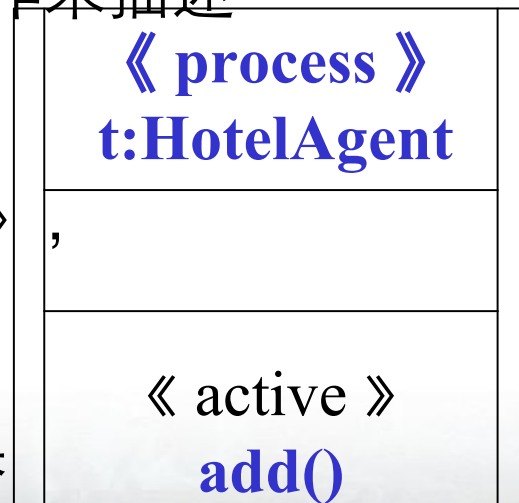 《 process 》
t:HotelAgent
》 ,
《 active 》
add()